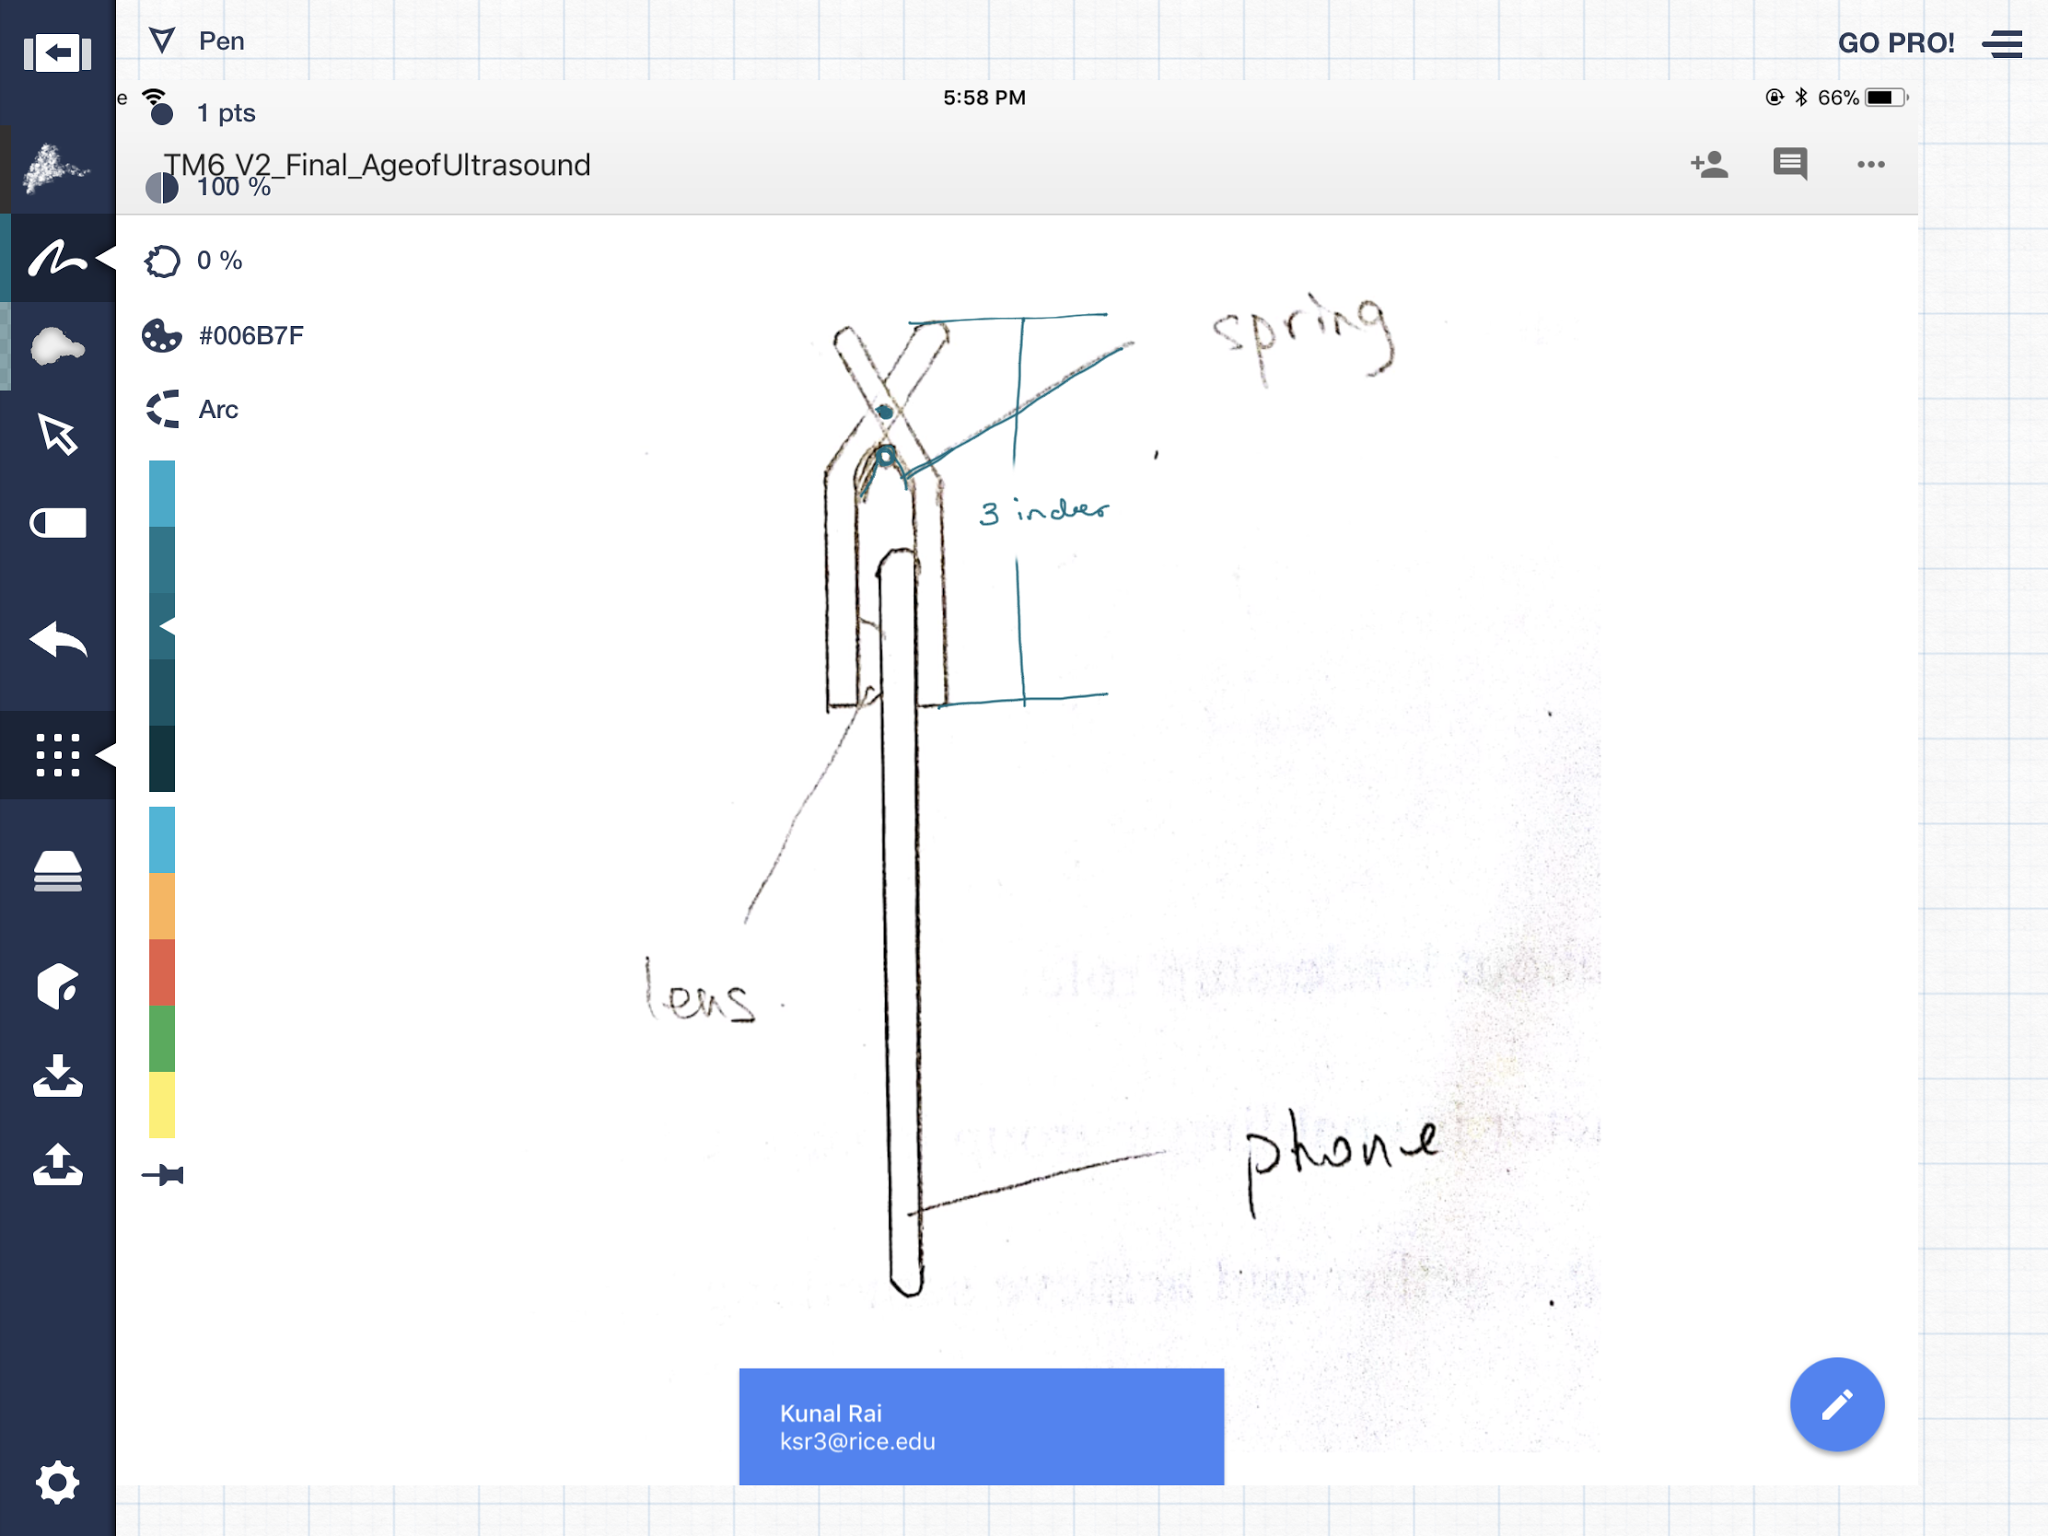 Pen
GO PRO!
e
5:58 PM
66%
1 pts
TM6_V2_Final_AgeofUltrasound
100 %
0 %
#006B7F
Arc
spring
3 inches
lens.
phone
Kunal Rai
ksr3@rice.edu